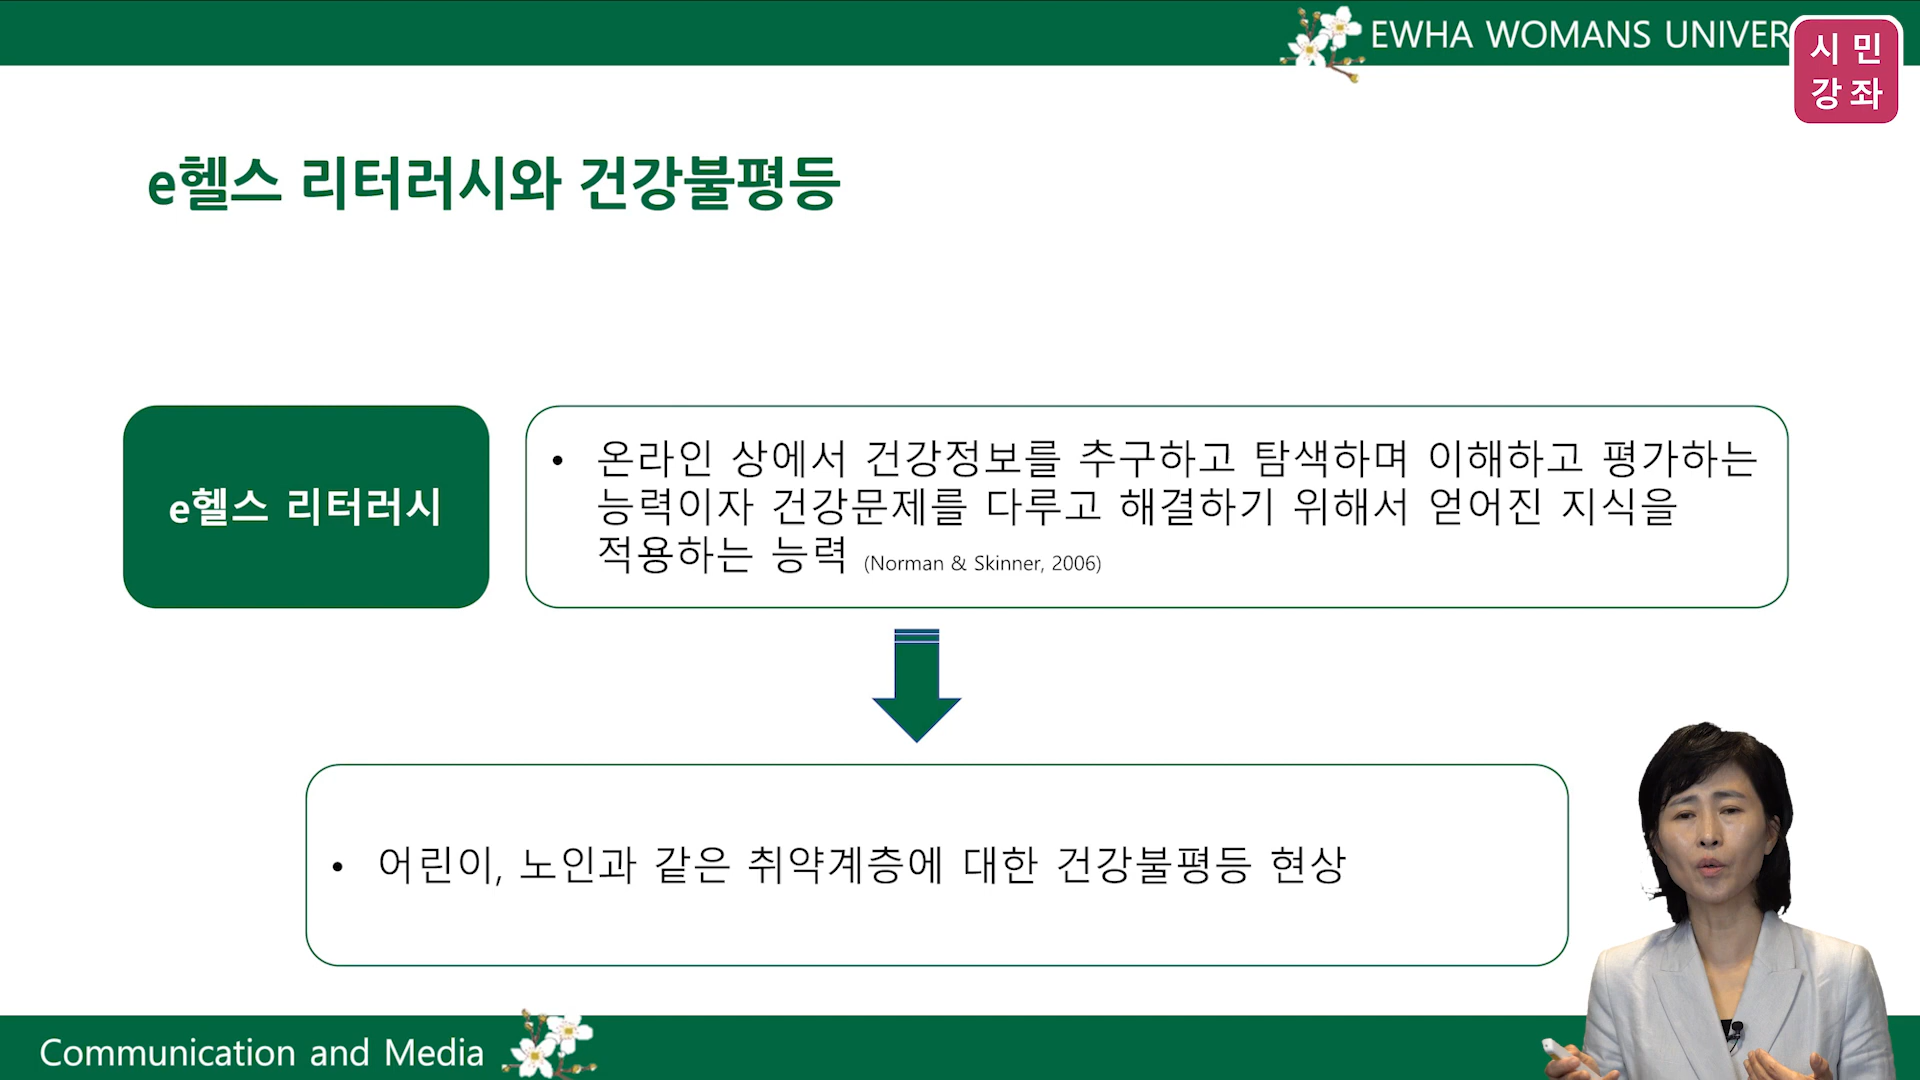 EWHA WOMANS UNIVER
시민
강좌
e헬스 리터러시와 건강불평등
e헬스 리터러시
• 온라인 상에서 건강정보를 추구하고 탐색하며 이해하고 평가하는
능력이자 건강문제를 다루고 해결하기 위해서 얻어진 지식을
적용하는 능력 (Norman & Skinner, 2006)
• 어린이, 노인과 같은 취약계층에 대한 건강불평등 현상
Communication and Media